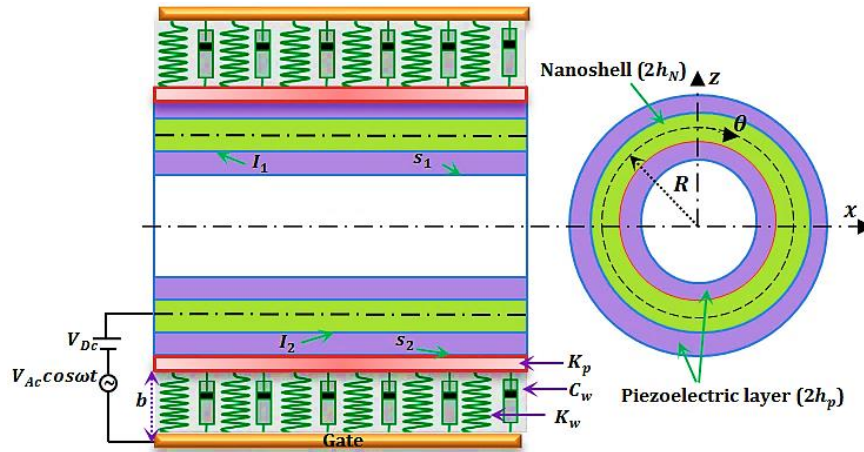 Nanoshell (2h_N)
z
θ
I_1
s_1
R
x
I_2
s_2
V_Dc
V_Ac cosωt
b
K_p
C_w
K_w
Piezoelectric layer (2h_p)
Gate